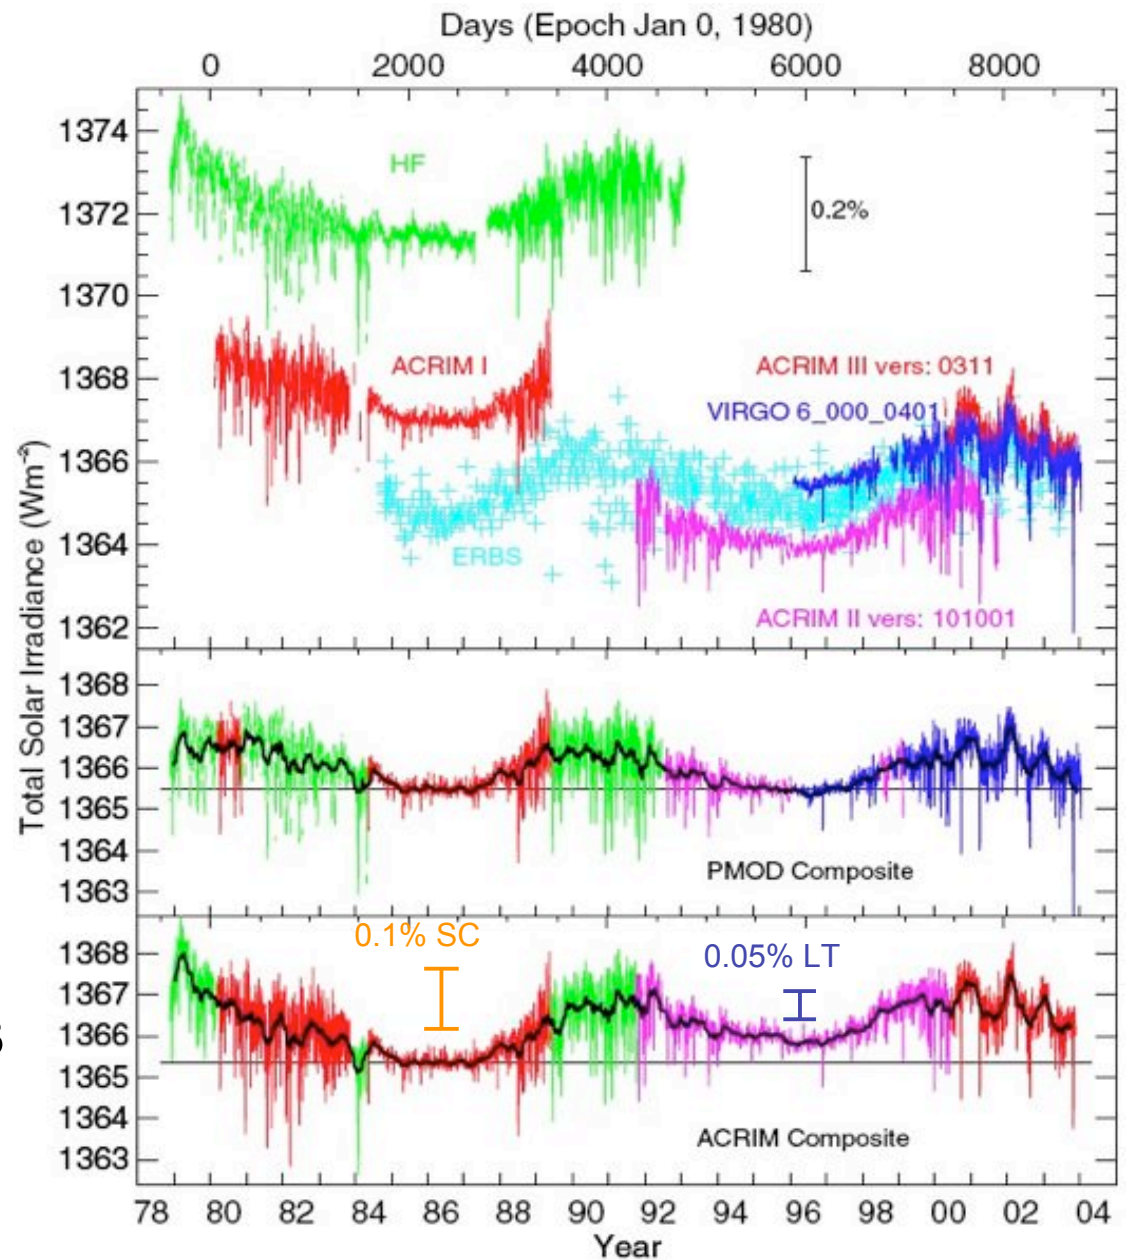 Days (Epoch Jan 0, 1980)
0 2000 4000 6000 8000
Total Solar Irradiance (Wm⁻²)
1374
1372
1370
1368
1366
1364
1362
HF
0.2%
ACRIM I
ACRIM III vers: 0311
VIRGO 6_000_0401
ERBS
ACRIM II vers: 101001
1368
1367
1366
1365
1364
1363
PMOD Composite
1368
1367
1366
1365
1364
1363
0.1% SC
0.05% LT
ACRIM Composite
78 80 82 84 86 88 90 92 94 96 98 00 02 04
Year